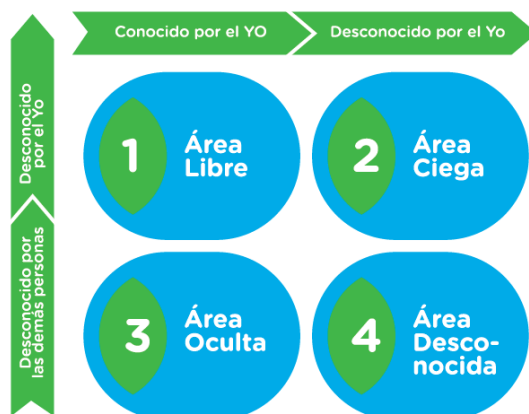 Conocido por el YO
Desconocido por el Yo
Desconocido
por el Yo
1
Área
Libre
2
Área
Ciega
Desconocido por
las demás personas
3
Área
Oculta
4
Área
Desco-
nocida